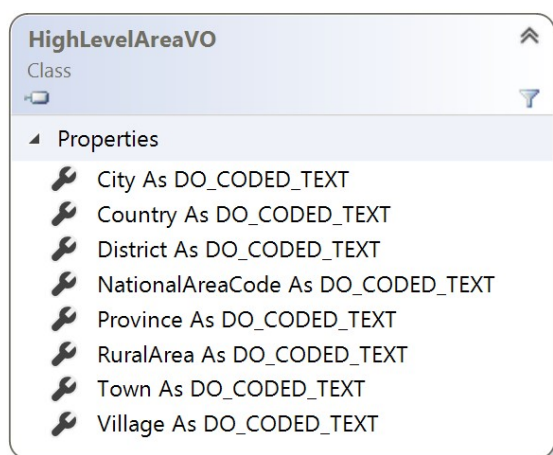 HighLevelAreaVO
Class
Properties
City As DO_CODED_TEXT
Country As DO_CODED_TEXT
District As DO_CODED_TEXT
NationalAreaCode As DO_CODED_TEXT
Province As DO_CODED_TEXT
RuralArea As DO_CODED_TEXT
Town As DO_CODED_TEXT
Village As DO_CODED_TEXT